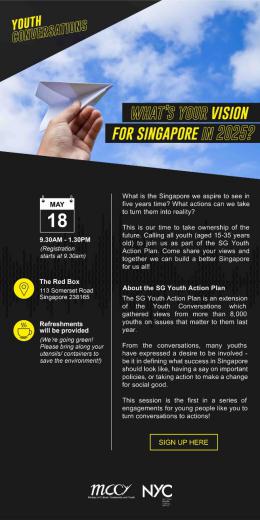 YOUTH
CONVERSATIONS
WHAT'S YOUR VISION
FOR SINGAPORE IN 2025?
MAY
18
9.30AM - 1.30PM
(Registration
starts at 9.30am)
The Red Box
113 Somerset Road
Singapore 238165
Refreshments
will be provided
(We're going green!
Please bring along your
utensils/ containers to
save the environment!)
What is the Singapore we aspire to see in
five years time? What actions can we take
to turn them into reality?
This is our time to take ownership of the
future. Calling all youth (aged 15-35 years
old) to join us as part of the SG Youth
Action Plan. Come share your views and
together we can build a better Singapore
for us all!
About the SG Youth Action Plan
The SG Youth Action Plan is an extension
of the Youth Conversations which
gathered views from more than 8,000
youths on issues that matter to them last
year.
From the conversations, many youths
have expressed a desire to be involved -
be it in defining what success in Singapore
should look like, having a say on important
policies, or taking action to make a change
for social good.
This session is the first in a series of
engagements for young people like you to
turn conversations to actions!
SIGN UP HERE
mccy
NYC